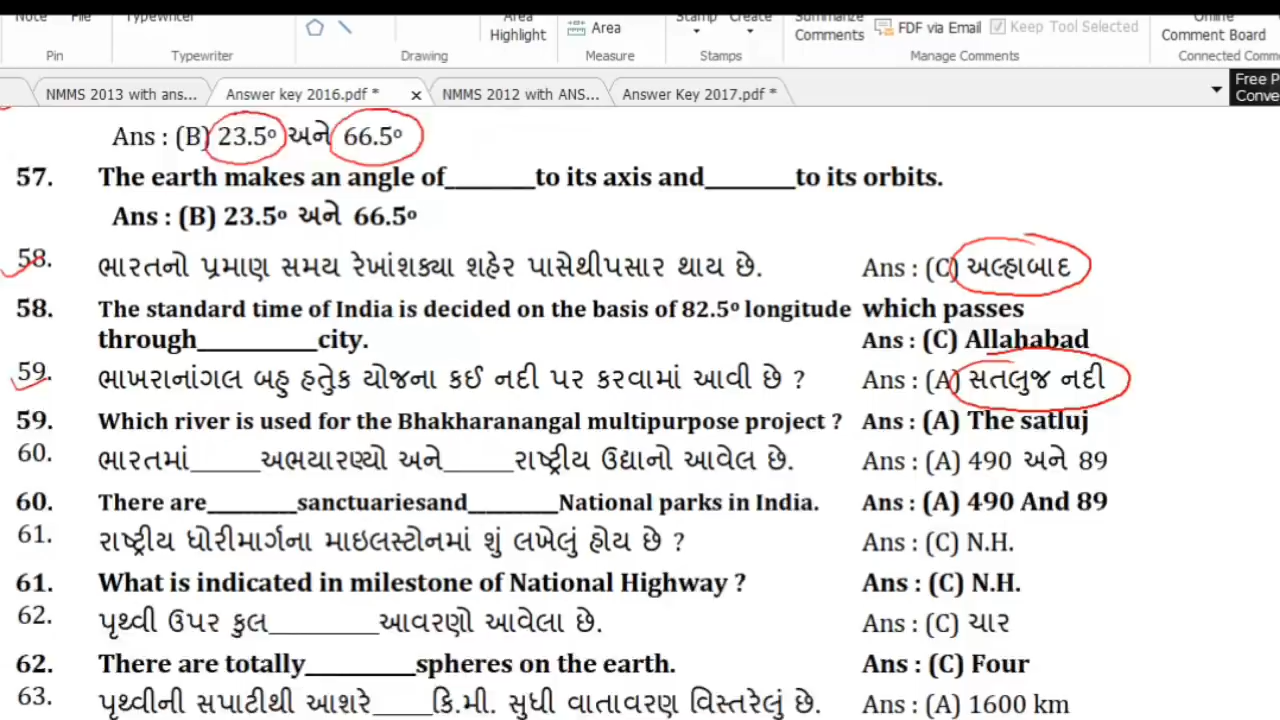 Note File Typewriter Area Highlight Area Stamp Create Summarize Comments FDF via Email Keep Tool Selected Online Comment Board
Pin Typewriter Drawing Measure Stamps Manage Comments Connected Comm
NMMS 2013 with ans... Answer key 2016.pdf * × NMMS 2012 with ANS... Answer Key 2017.pdf * Free P
Conve
Ans : (B) 23.5º અને 66.5º
57. The earth makes an angle of_______to its axis and_______to its orbits.
Ans : (B) 23.5º અને 66.5º
58. ભારતનો પ્રમાણ સમય રેખાંશક્યા શહેર પાસેથીપસાર થાય છે. Ans : (C) અલ્હાબાદ
58. The standard time of India is decided on the basis of 82.5º longitude which passes
through__________city. Ans : (C) Allahabad
59. ભાખરાનાંગલ બહુ હતુેક યોજના કઈ નદી પર કરવામાં આવી છે ? Ans : (A) સતલુજ નદી
59. Which river is used for the Bhakharanangal multipurpose project ? Ans : (A) The satluj
60. ભારતમાં_____અભયારણ્યો અને_____રાષ્ટ્રીય ઉદ્યાનો આવેલ છે. Ans : (A) 490 અને 89
60. There are_______sanctuariesand_______National parks in India. Ans : (A) 490 And 89
61. રાષ્ટ્રીય ધોરીમાર્ગના માઇલસ્ટોનમાં શું લખેલું હોય છે ? Ans : (C) N.H.
61. What is indicated in milestone of National Highway ? Ans : (C) N.H.
62. પૃથ્વી ઉપર કુલ________આવરણો આવેલા છે. Ans : (C) ચાર
62. There are totally_________spheres on the earth. Ans : (C) Four
63. પૃથ્વીની સપાટીથી આશરે____કિ.મી. સુધી વાતાવરણ વિસ્તરેલું છે. Ans : (A) 1600 km